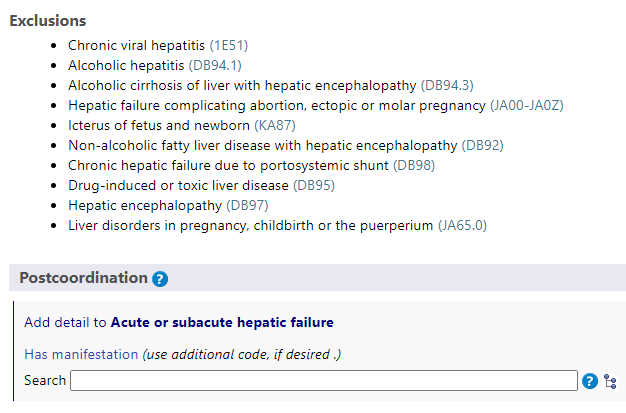 Exclusions
Chronic viral hepatitis (1E51)
Alcoholic hepatitis (DB94.1)
Alcoholic cirrhosis of liver with hepatic encephalopathy (DB94.3)
Hepatic failure complicating abortion, ectopic or molar pregnancy (JA00-JA0Z)
Icterus of fetus and newborn (KA87)
Non-alcoholic fatty liver disease with hepatic encephalopathy (DB92)
Chronic hepatic failure due to portosystemic shunt (DB98)
Drug-induced or toxic liver disease (DB95)
Hepatic encephalopathy (DB97)
Liver disorders in pregnancy, childbirth or the puerperium (JA65.0)
Postcoordination ?
Add detail to Acute or subacute hepatic failure
Has manifestation (use additional code, if desired .)
Search ?